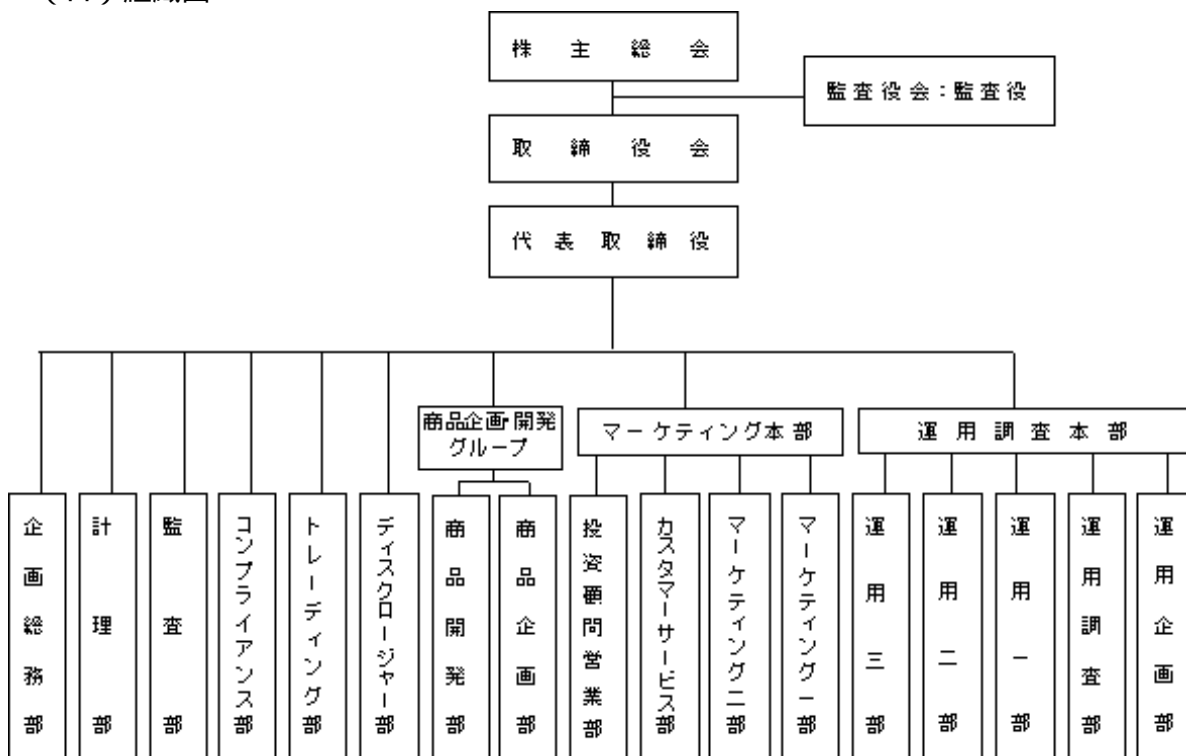 株主総会
監査役会：監査役
取締役会
代表取締役
商品企画・開発
グループ
マーケティング本部
運用調査本部
企画総務部
計理部
監査部
コンプライアンス部
トレーディング部
ディスクロージャー部
商品開発部
商品企画部
投資顧問営業部
カスタマーサービス部
マーケティング二部
マーケティング一部
運用三部
運用二部
運用一部
運用調査部
運用企画部